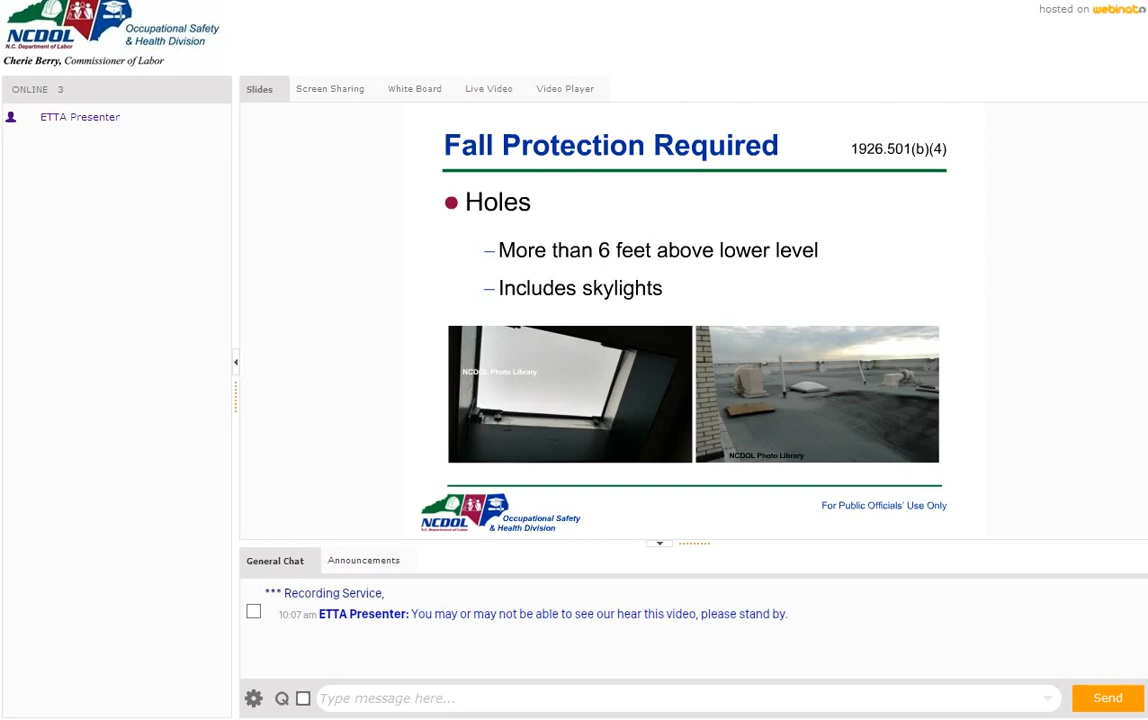 hosted on webinato
NCDOL
N.C. Department of Labor
Occupational Safety
& Health Division
Cherie Berry, Commissioner of Labor
ONLINE 3
ETTA Presenter
Slides Screen Sharing White Board Live Video Video Player
Fall Protection Required 1926.501(b)(4)
Holes
– More than 6 feet above lower level
– Includes skylights
NCDOL Photo Library
NCDOL Photo Library
NCDOL
N.C. Department of Labor
Occupational Safety
& Health Division
For Public Officials' Use Only
General Chat Announcements
*** Recording Service,
10:07 am ETTA Presenter: You may or may not be able to see our hear this video, please stand by.
Q Type message here... Send